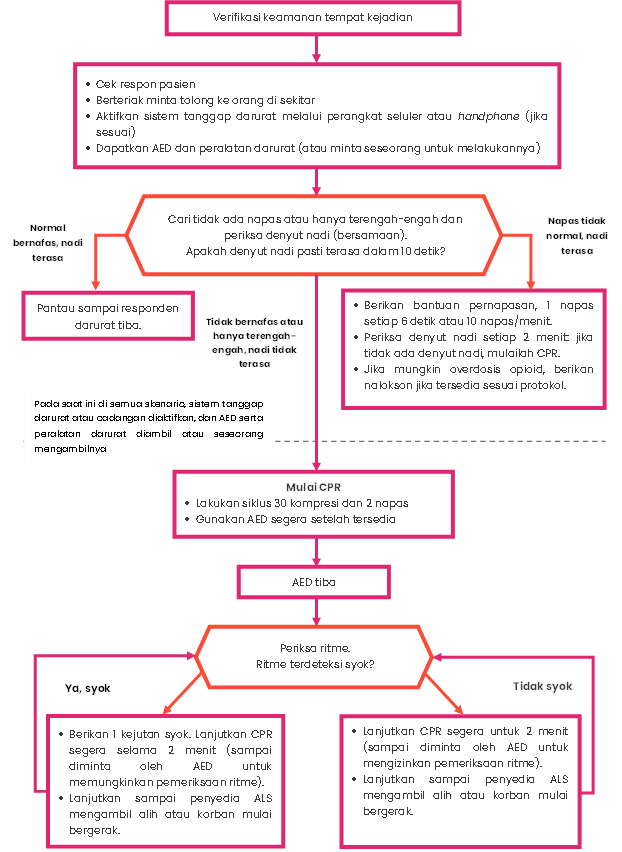 Verifikasi keamanan tempat kejadian
• Cek respon pasien
• Berteriak minta tolong ke orang di sekitar
• Aktifkan sistem tanggap darurat melalui perangkat seluler atau handphone (jika
sesuai)
• Dapatkan AED dan peralatan darurat (atau minta seseorang untuk melakukannya)
Cari tidak ada napas atau hanya terengah-engah dan
periksa denyut nadi (bersamaan).
Apakah denyut nadi pasti terasa dalam 10 detik?
Normal
bernafas, nadi
terasa
Napas tidak
normal, nadi
terasa
Pantau sampai responden
darurat tiba.
Tidak bernafas atau
hanya terengah-
engah, nadi tidak
terasa
• Berikan bantuan pernapasan, 1 napas
setiap 6 detik atau 10 napas/menit.
• Periksa denyut nadi setiap 2 menit: jika
tidak ada denyut nadi, mulailah CPR.
• Jika mungkin overdosis opioid, berikan
nalokson jika tersedia sesuai protokol.
Pada saat ini di semua skenario, sistem tanggap
darurat atau cadangan diaktifkan, dan AED serta
peralatan darurat diambil atau seseorang
mengambilnya
Mulai CPR
• Lakukan siklus 30 kompresi dan 2 napas
• Gunakan AED segera setelah tersedia
AED tiba
Periksa ritme.
Ritme terdeteksi syok?
Ya, syok
Tidak syok
• Berikan 1 kejutan syok. Lanjutkan CPR
segera selama 2 menit (sampai
diminta oleh AED untuk
memungkinkan pemeriksaan ritme).
• Lanjutkan sampai penyedia ALS
mengambil alih atau korban mulai
bergerak.
• Lanjutkan CPR segera untuk 2 menit
(sampai diminta oleh AED untuk
mengizinkan pemeriksaan ritme).
• Lanjutkan sampai penyedia ALS
mengambil alih atau korban mulai
bergerak.